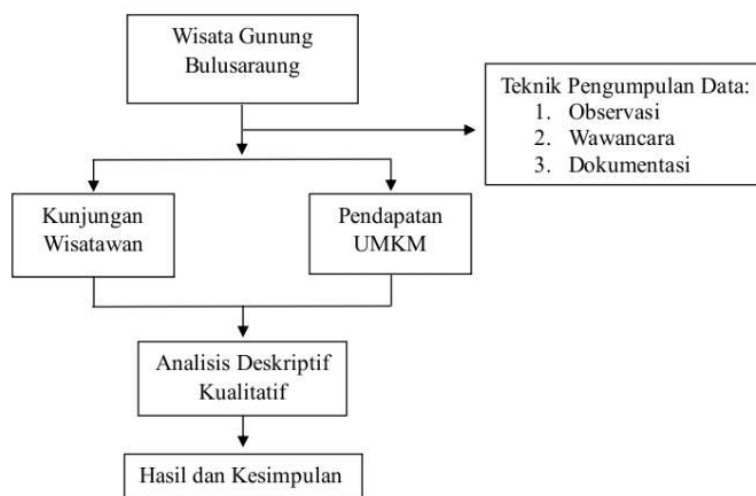 Wisata Gunung
Bulusaraung
Teknik Pengumpulan Data:
1. Observasi
2. Wawancara
3. Dokumentasi
Kunjungan
Wisatawan
Pendapatan
UMKM
Analisis Deskriptif
Kualitatif
Hasil dan Kesimpulan